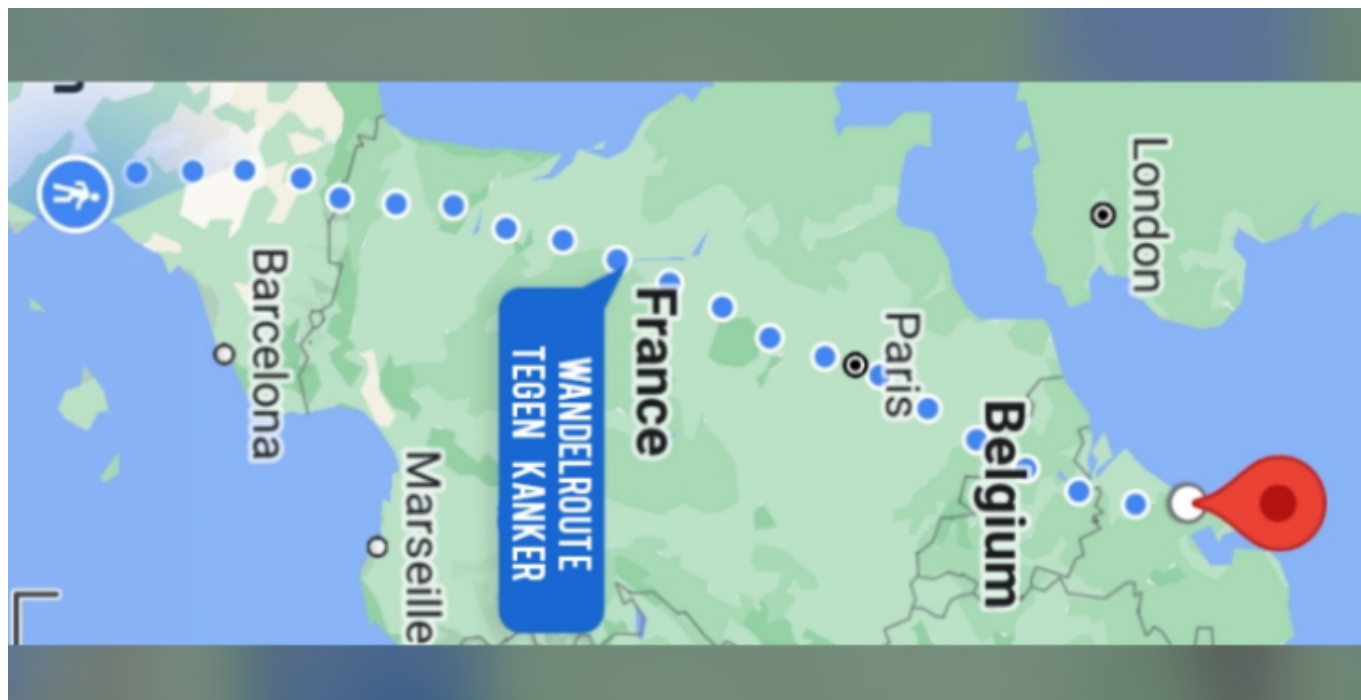 London
Paris
Belgium
France
WANDELROUTE
TEGEN KANKER
Barcelona
Marseille